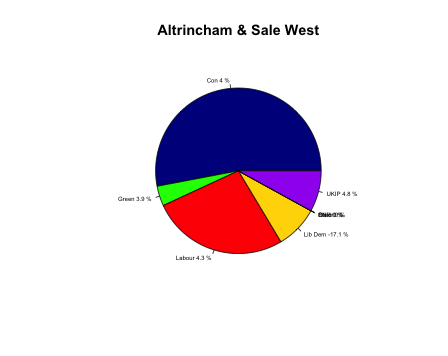 Altrincham & Sale West
Con 4 %
UKIP 4.8 %
Green 3.9 %
Lib Dem -17.1 %
Labour 4.3 %